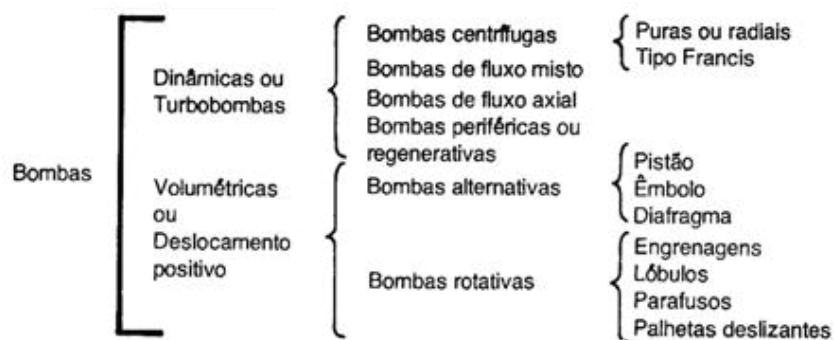 Bombas
Dinâmicas ou
Turbobombas
Bombas centrífugas
Puras ou radiais
Tipo Francis
Bombas de fluxo misto
Bombas de fluxo axial
Bombas periféricas ou
regenerativas
Volumétricas
ou
Deslocamento
positivo
Bombas alternativas
Pistão
Êmbolo
Diafragma
Bombas rotativas
Engrenagens
Lóbulos
Parafusos
Palhetas deslizantes